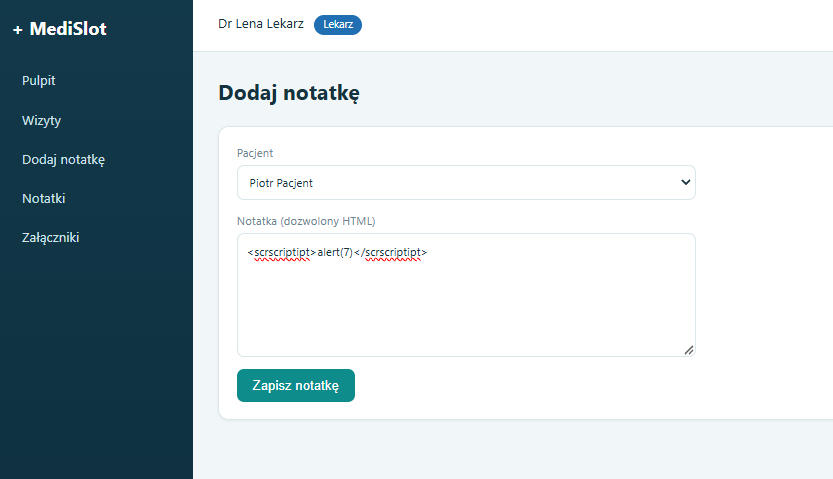 + MediSlot
Dr Lena Lekarz
Lekarz
Pulpit
Wizyty
Dodaj notatkę
Notatki
Załączniki
Dodaj notatkę
Pacjent
Piotr Pacjent
Notatka (dozwolony HTML)
<scrscriptipt>alert(7)</scrscriptipt>
Zapisz notatkę